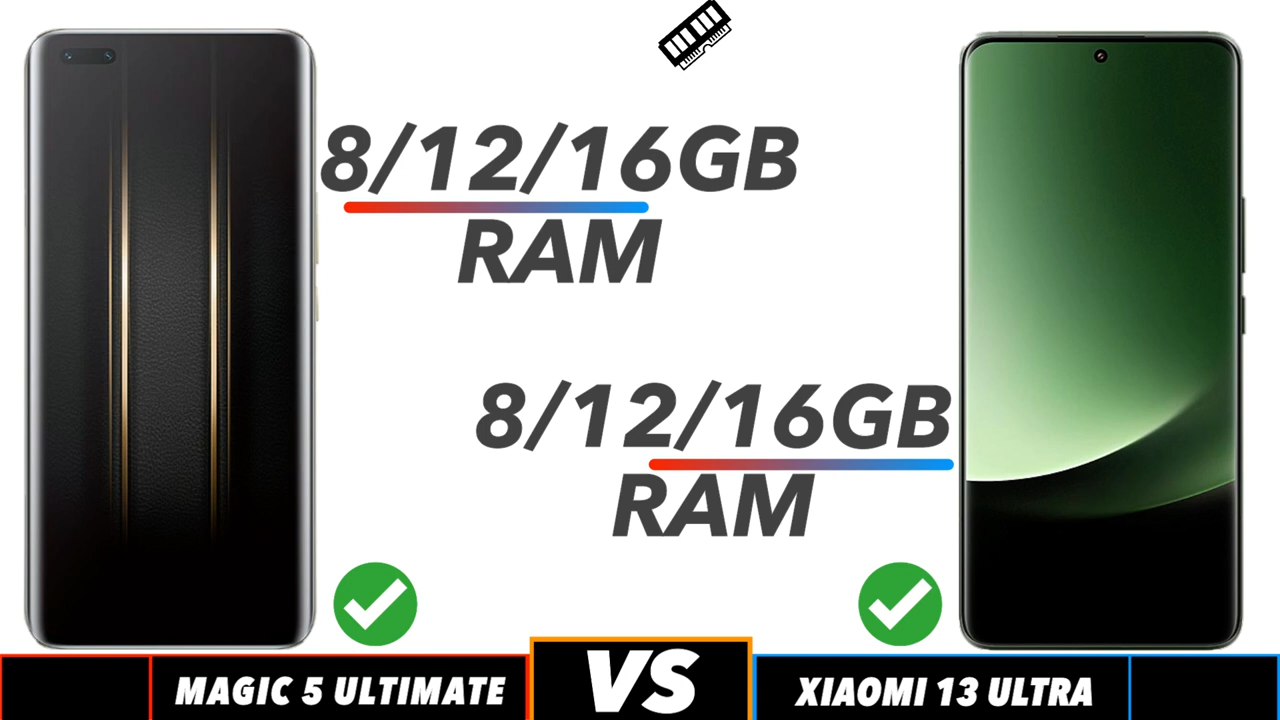 8/12/16GB
RAM
8/12/16GB
RAM
MAGIC 5 ULTIMATE
VS
XIAOMI 13 ULTRA